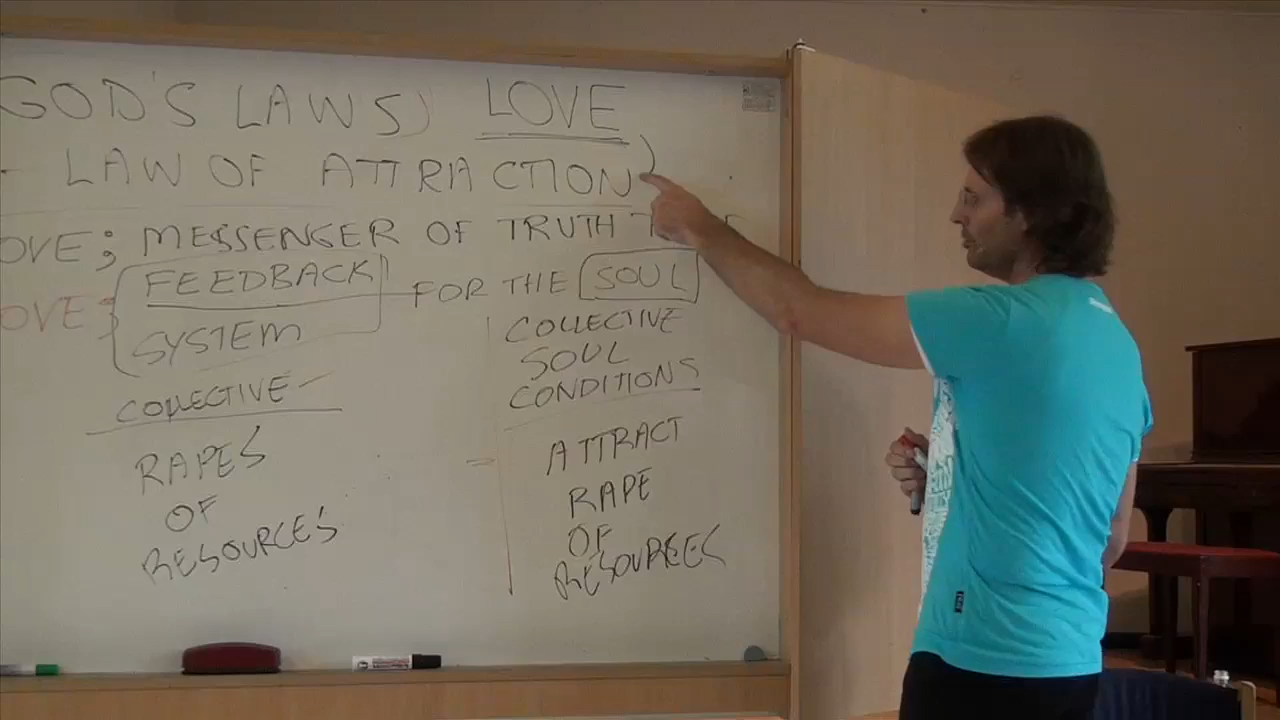 GOD'S LAWS) LOVE
- LAW OF ATTRACTION
OVE; MESSENGER OF TRUTH
OVE: FEEDBACK FOR THE SOUL
SYSTEM
COLLECTIVE
RAPES
OF
RESOURCES
COLLECTIVE
SOUL
CONDITIONS
ATTRACT
RAPE
OF
RESOURCES